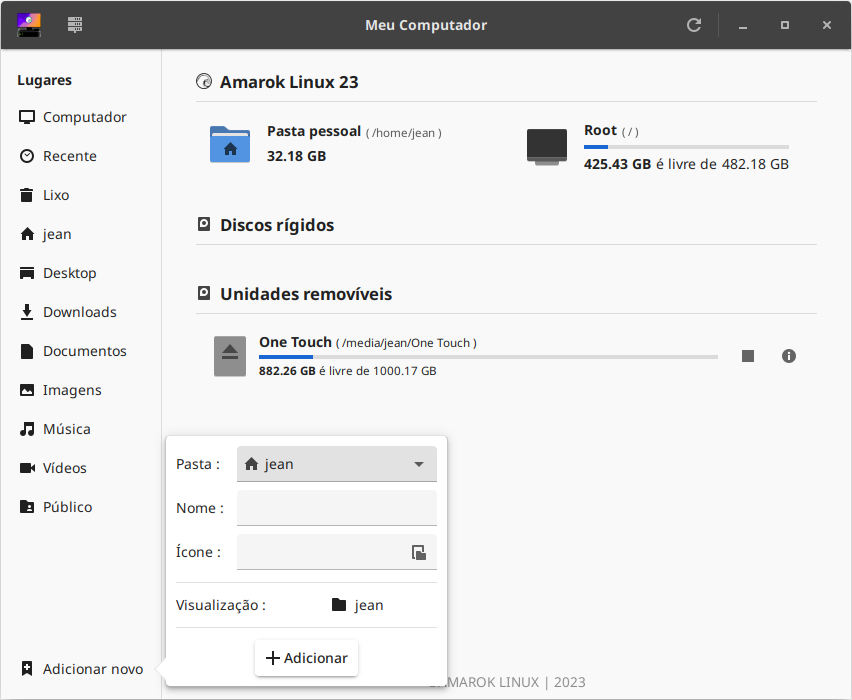 Meu Computador
Lugares
Computador
Recente
Lixo
jean
Desktop
Downloads
Documentos
Imagens
Música
Vídeos
Público
Adicionar novo
Amarok Linux 23
Pasta pessoal ( /home/jean )
32.18 GB
Root ( / )
425.43 GB é livre de 482.18 GB
Discos rígidos
Unidades removíveis
One Touch ( /media/jean/One Touch )
882.26 GB é livre de 1000.17 GB
Pasta :
jean
Nome :
Ícone :
Visualização :
jean
Adicionar
AMAROK LINUX | 2023